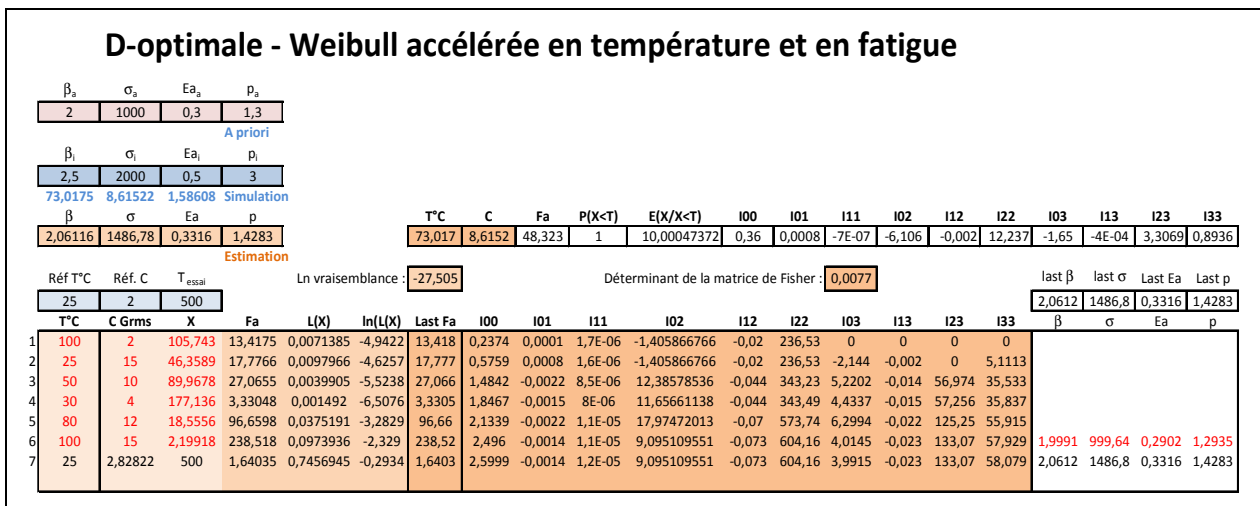 D-optimale - Weibull accélérée en température et en fatigue
βa σa Eaa pa
2 1000 0,3 1,3
A priori
βi σi Eai pi
2,5 2000 0,5 3
73,0175 8,61522 1,58608 Simulation
β σ Ea p T°C C Fa P(X<T) E(X/X<T) I00 I01 I11 I02 I12 I22 I03 I13 I23 I33
2,06116 1486,78 0,3316 1,4283 73,017 8,6152 48,323 1 10,00047372 0,36 0,0008 -7E-07 -6,106 -0,002 12,237 -1,65 -4E-04 3,3069 0,8936
Estimation
Réf T°C Réf. C T essai Ln vraisemblance : -27,505 Déterminant de la matrice de Fisher : 0,0077 last β last σ Last Ea Last p
25 2 500 2,0612 1486,8 0,3316 1,4283
T°C C Grms X Fa L(X) ln(L(X) Last Fa I00 I01 I11 I02 I12 I22 I03 I13 I23 I33 β σ Ea p
1 100 2 105,743 13,4175 0,0071385 -4,9422 13,418 0,2374 0,0001 1,7E-06 -1,405866766 -0,02 236,53 0 0 0 0
2 25 15 46,3589 17,7766 0,0097966 -4,6257 17,777 0,5759 0,0008 1,6E-06 -1,405866766 -0,02 236,53 -2,144 -0,002 0 5,1113
3 50 10 89,9678 27,0655 0,0039905 -5,5238 27,066 1,4842 -0,0022 8,5E-06 12,38578536 -0,044 343,23 5,2202 -0,014 56,974 35,533
4 30 4 177,136 3,33048 0,001492 -6,5076 3,3305 1,8467 -0,0015 8E-06 11,65661138 -0,044 343,49 4,4337 -0,015 57,256 35,837
5 80 12 18,5556 96,6598 0,0375191 -3,2829 96,66 2,1339 -0,0022 1,1E-05 17,97472013 -0,07 573,74 6,2994 -0,022 125,25 55,915
6 100 15 2,19918 238,518 0,0973936 -2,329 238,52 2,496 -0,0014 1,1E-05 9,095109551 -0,073 604,16 4,0145 -0,023 133,07 57,929 1,9991 999,64 0,2902 1,2935
7 25 2,82822 500 1,64035 0,7456945 -0,2934 1,6403 2,5999 -0,0014 1,2E-05 9,095109551 -0,073 604,16 3,9915 -0,023 133,07 58,079 2,0612 1486,8 0,3316 1,4283